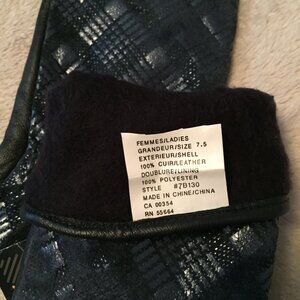 FEMMES/LADIES
GRANDEUR/SIZE 7.5
EXTERIEUR/SHELL
100% CUIR/LEATHER
DOUBLURE/LINING
100% POLYESTER
STYLE #7B130
MADE IN CHINE/CHINA
CA 00354
RN 55664